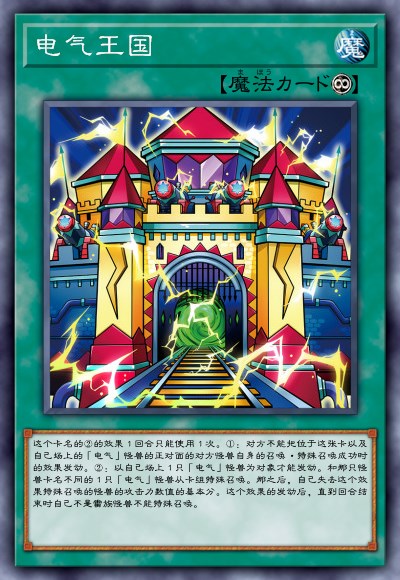 电气王国
魔
まほう
【魔法カード】
这个卡名的②的效果1回合只能使用1次。①：对方不能把位于这张卡以及
自己场上的「电气」怪兽的正对面的对方怪兽自身的召唤·特殊召唤成功时
的效果发动。②：以自己场上1只「电气」怪兽为对象才能发动。和那只怪
兽卡名不同的1只「电气」怪兽从卡组特殊召唤。那之后，自己失去这个效
果特殊召唤的怪兽的攻击力数值的基本分。这个效果的发动后，直到回合结
束时自己不是雷族怪兽不能特殊召唤。